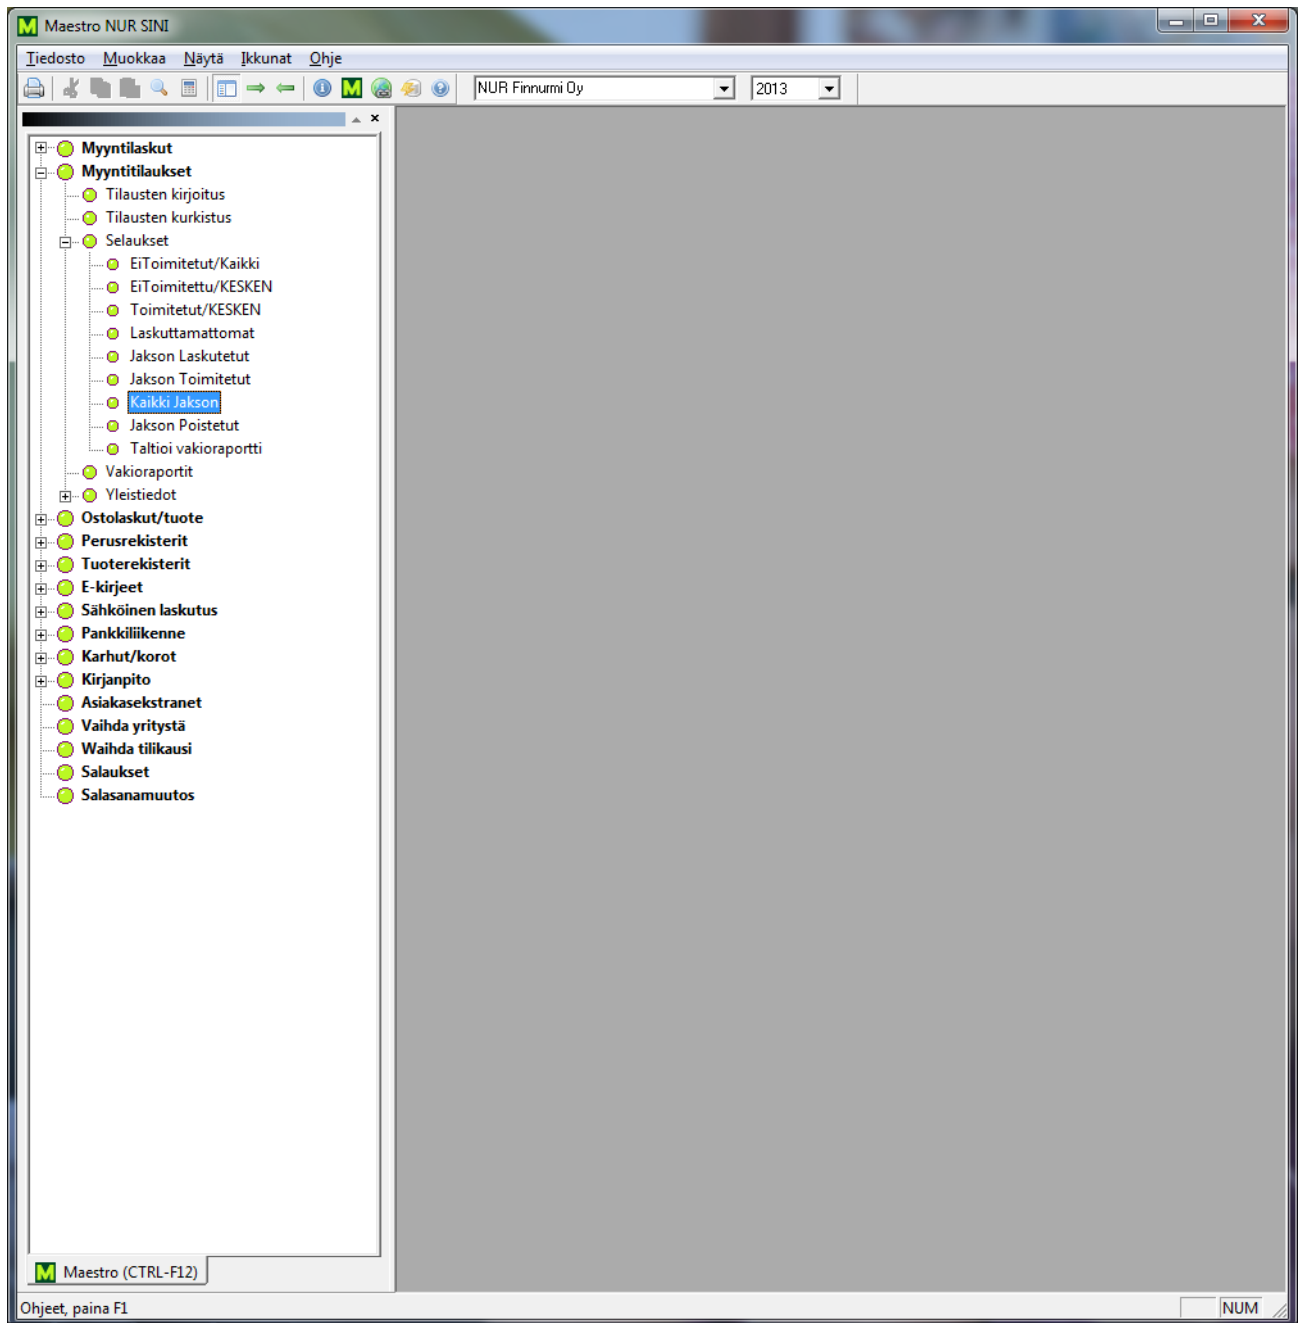 Maestro NUR SINI
Tiedosto Muokkaa Näytä Ikkunat Ohje
NUR Finnurmi Oy 2013
Myyntilaskut
Myyntitilaukset
Tilausten kirjoitus
Tilausten kurkistus
Selaukset
EiToimitetut/Kaikki
EiToimitettu/KESKEN
Toimitetut/KESKEN
Laskuttamattomat
Jakson Laskutetut
Jakson Toimitetut
Kaikki Jakson
Jakson Poistetut
Taltioi vakioraportti
Vakioraportit
Yleistiedot
Ostolaskut/tuote
Perusrekisterit
Tuoterekisterit
E-kirjeet
Sähköinen laskutus
Pankkiliikenne
Karhut/korot
Kirjanpito
Asiakasekstranet
Vaihda yritystä
Waihda tilikausi
Salaukset
Salasanamuutos
Maestro (CTRL-F12)
Ohjeet, paina F1 NUM